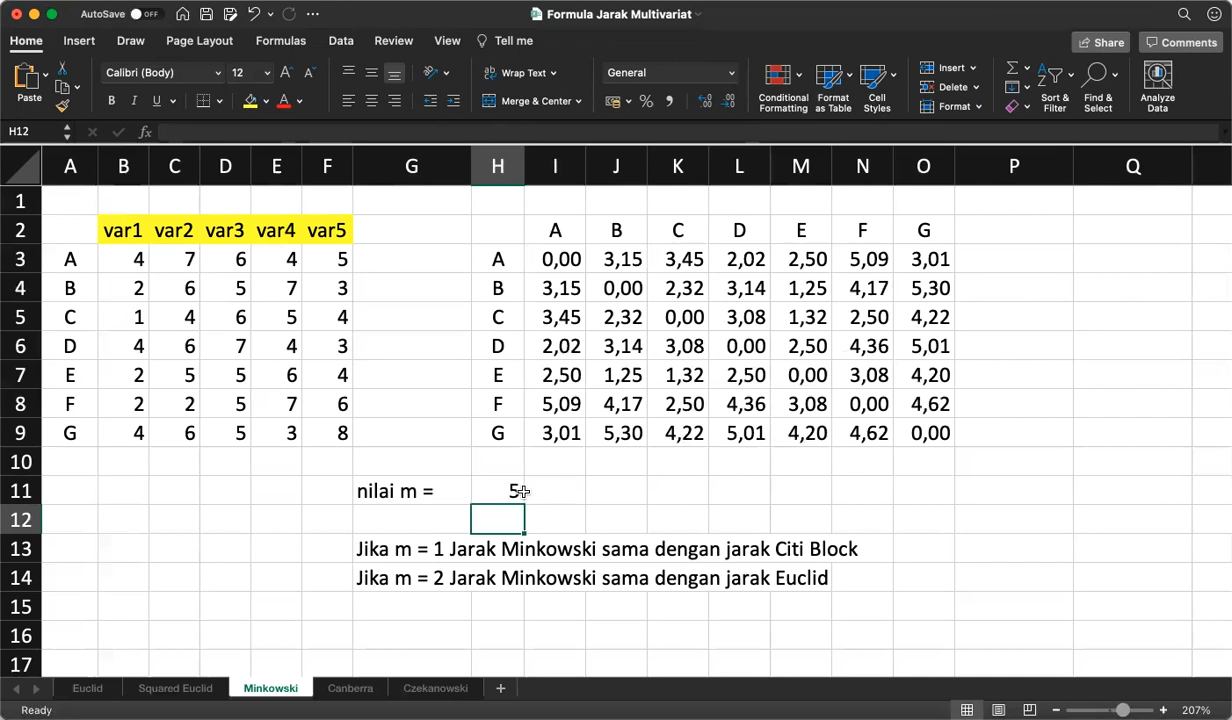 AutoSave OFF
Formula Jarak Multivariat
Home Insert Draw Page Layout Formulas Data Review View Tell me Share Comments
Paste Calibri (Body) 12 A A Wrap Text General Insert
B I U A Merge & Center % Delete Format
Conditional Formatting
Format as Table
Cell Styles
Sort & Filter
Find & Select
Analyze Data
H12 fx
A B C D E F G H I J K L M N O P Q
1
2 var1 var2 var3 var4 var5 A B C D E F G
3 A 4 7 6 4 5 A 0,00 3,15 3,45 2,02 2,50 5,09 3,01
4 B 2 6 5 7 3 B 3,15 0,00 2,32 3,14 1,25 4,17 5,30
5 C 1 4 6 5 4 C 3,45 2,32 0,00 3,08 1,32 2,50 4,22
6 D 4 6 7 4 3 D 2,02 3,14 3,08 0,00 2,50 4,36 5,01
7 E 2 5 5 6 4 E 2,50 1,25 1,32 2,50 0,00 3,08 4,20
8 F 2 2 5 7 6 F 5,09 4,17 2,50 4,36 3,08 0,00 4,62
9 G 4 6 5 3 8 G 3,01 5,30 4,22 5,01 4,20 4,62 0,00
10
11 nilai m = 5
12
13 Jika m = 1 Jarak Minkowski sama dengan jarak Citi Block
14 Jika m = 2 Jarak Minkowski sama dengan jarak Euclid
15
16
17
Euclid Squared Euclid Minkowski Canberra Czekanowski
Ready 207%